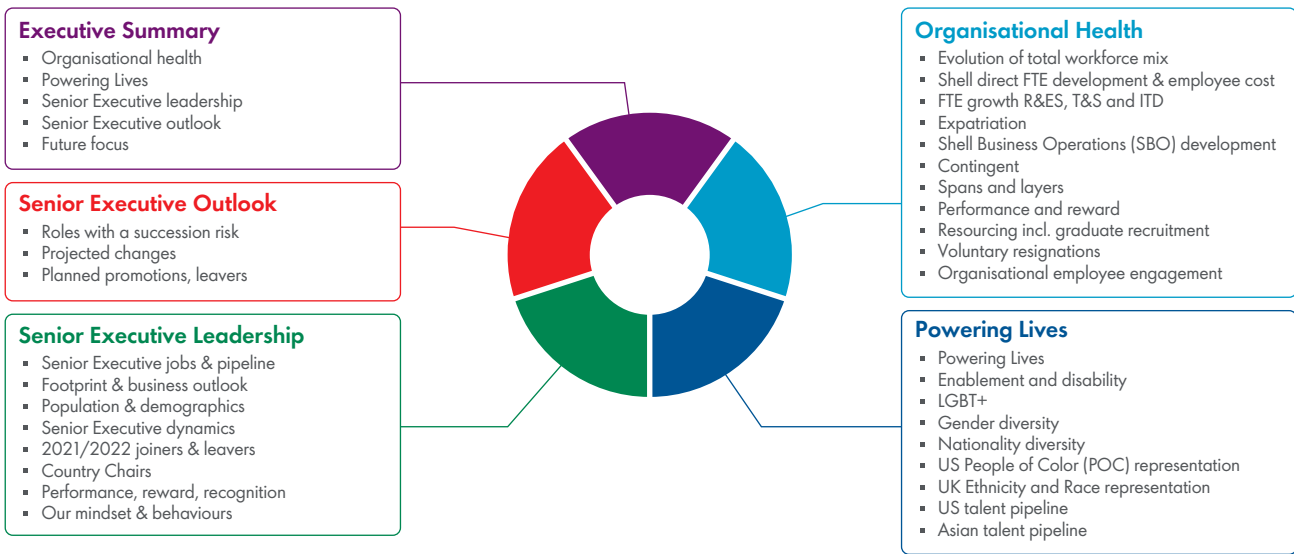 Executive Summary
▪ Organisational health
▪ Powering Lives
▪ Senior Executive leadership
▪ Senior Executive outlook
▪ Future focus
Senior Executive Outlook
▪ Roles with a succession risk
▪ Projected changes
▪ Planned promotions, leavers
Senior Executive Leadership
▪ Senior Executive jobs & pipeline
▪ Footprint & business outlook
▪ Population & demographics
▪ Senior Executive dynamics
▪ 2021/2022 joiners & leavers
▪ Country Chairs
▪ Performance, reward, recognition
▪ Our mindset & behaviours
Organisational Health
▪ Evolution of total workforce mix
▪ Shell direct FTE development & employee cost
▪ FTE growth R&ES, T&S and ITD
▪ Expatriation
▪ Shell Business Operations (SBO) development
▪ Contingent
▪ Spans and layers
▪ Performance and reward
▪ Resourcing incl. graduate recruitment
▪ Voluntary resignations
▪ Organisational employee engagement
Powering Lives
▪ Powering Lives
▪ Enablement and disability
▪ LGBT+
▪ Gender diversity
▪ Nationality diversity
▪ US People of Color (POC) representation
▪ UK Ethnicity and Race representation
▪ US talent pipeline
▪ Asian talent pipeline